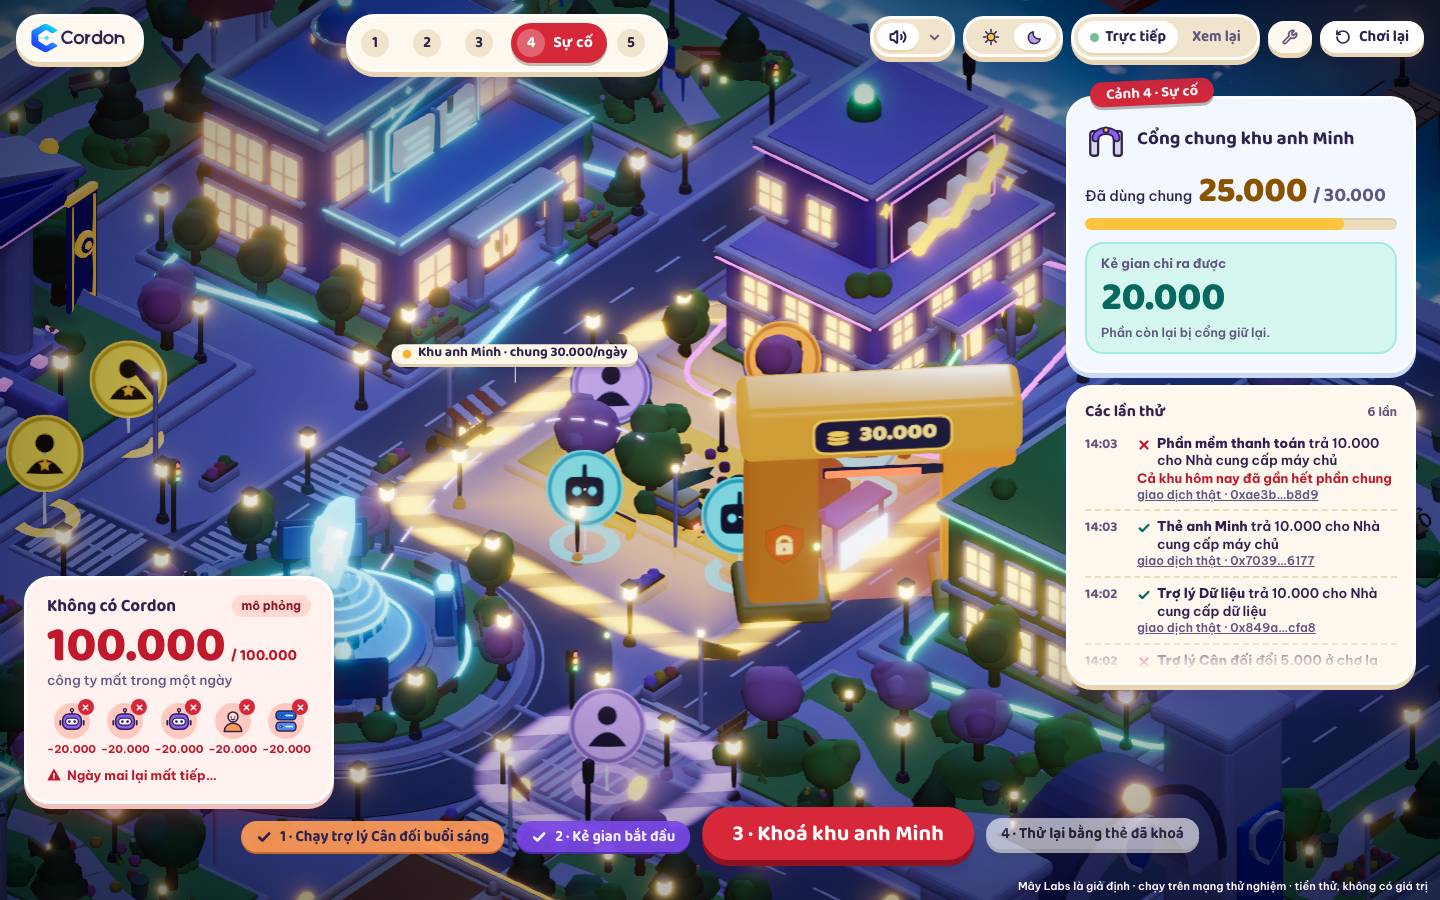 Cordon
1
2
3
4 Sự cố
5
Trực tiếp
Xem lại
Chơi lại
Cảnh 4 · Sự cố
Cổng chung khu anh Minh
Đã dùng chung 25.000 / 30.000
Kẻ gian chi ra được
20.000
Phần còn lại bị cổng giữ lại.
Khu anh Minh · chung 30.000/ngày
30.000
Các lần thử
6 lần
14:03 Phần mềm thanh toán trả 10.000
cho Nhà cung cấp máy chủ
Cả khu hôm nay đã gần hết phần chung
giao dịch thật · 0xae3b...b8d9
14:03 Thẻ anh Minh trả 10.000 cho Nhà
cung cấp máy chủ
giao dịch thật · 0x7039...6177
14:02 Trợ lý Dữ liệu trả 10.000 cho Nhà
cung cấp dữ liệu
giao dịch thật · 0x849a...cfa8
14:02 Trợ lý Cân đối đổi 5.000 ở chợ lạ
Không có Cordon
mô phỏng
100.000 / 100.000
công ty mất trong một ngày
-20.000 -20.000 -20.000 -20.000 -20.000
Ngày mai lại mất tiếp...
1 · Chạy trợ lý Cân đối buổi sáng
2 · Kẻ gian bắt đầu
3 · Khoá khu anh Minh
4 · Thử lại bằng thẻ đã khoá
Mây Labs là giả định · chạy trên mạng thử nghiệm · tiền thử, không có giá trị